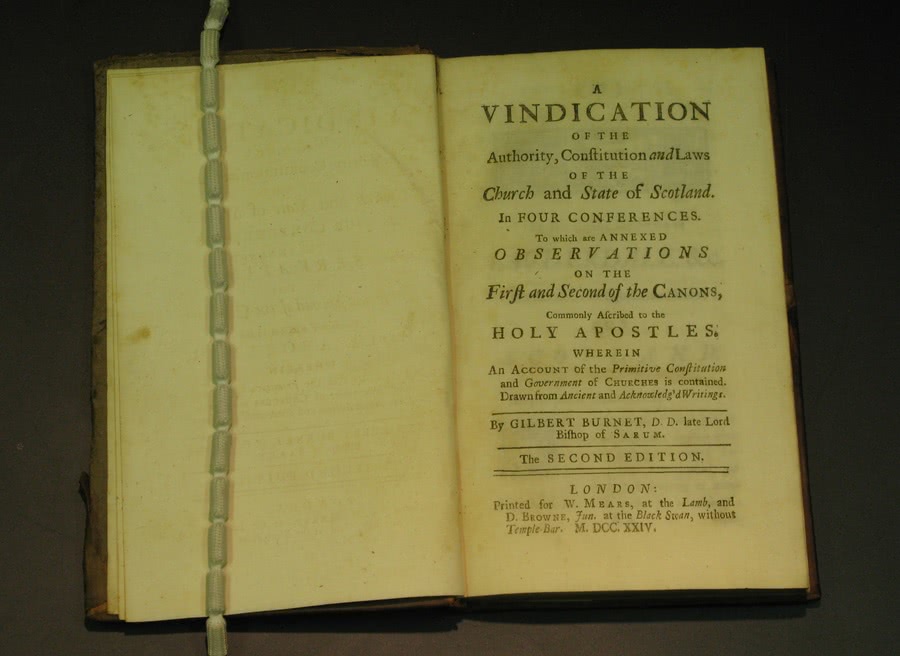 A
VINDICATION
OF THE
Authority, Conſtitution and Laws
OF THE
Church and State of Scotland.
In FOUR CONFERENCES.
To which are ANNEXED
OBSERVATIONS
ON THE
Firſt and Second of the CANONS,
Commonly Aſcribed to the
HOLY APOSTLES.
WHEREIN
An ACCOUNT of the Primitive Conſtitution
and Government of CHURCHES is contained.
Drawn from Ancient and Acknowledg'd Writings.
By GILBERT BURNET, D. D. late Lord
Biſhop of SARUM.
The SECOND EDITION.
LONDON:
Printed for W. MEARS, at the Lamb, and
D. BROWNE, Jun. at the Black Swan, without
Temple-Bar. M. DCC. XXIV.